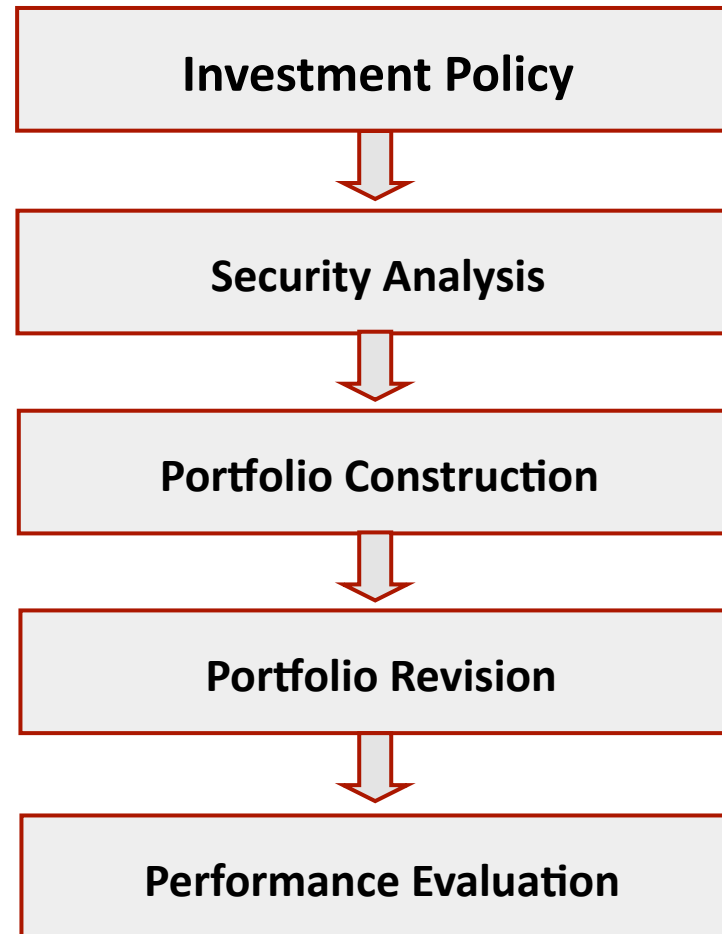 Investment Policy
Security Analysis
Portfolio Construction
Portfolio Revision
Performance Evaluation